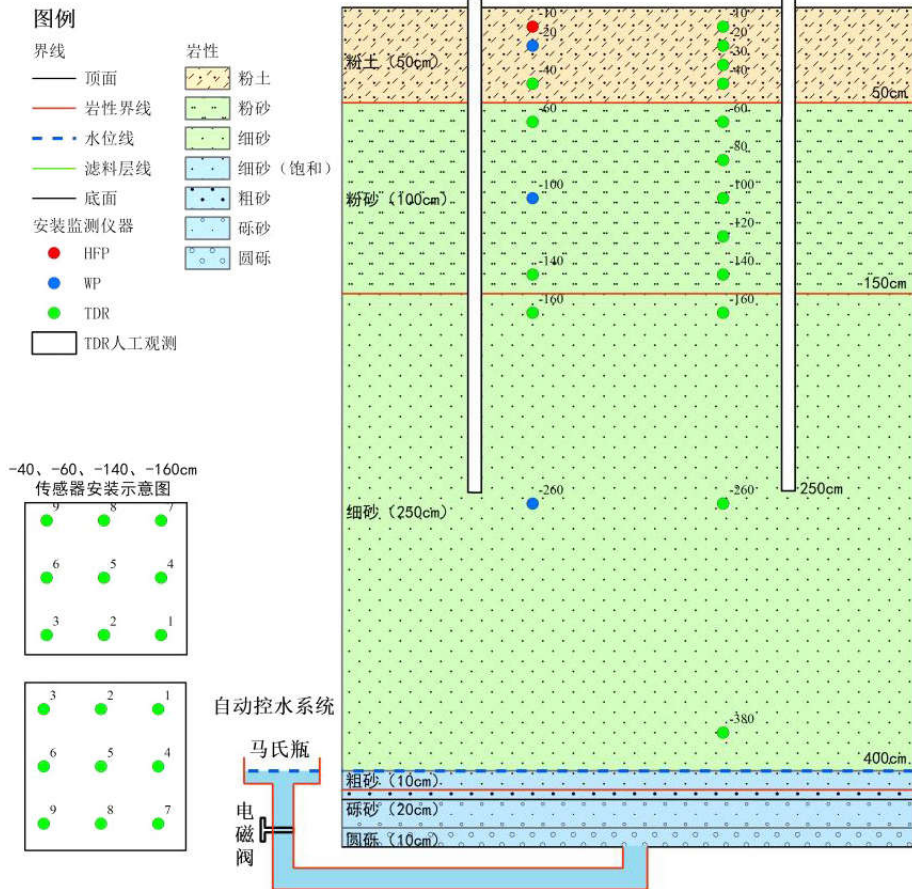 图例
界线
岩性
顶面
粉土
岩性界线
粉砂
水位线
细砂
滤料层线
细砂（饱和）
底面
粗砂
安装监测仪器
砾砂
HFP
圆砾
WP
TDR
TDR人工观测
-10
-20
-40
-60
-100
-140
-160
-260
-10
-20
-30
-40
-60
-80
-100
-120
-140
-160
-260
-380
粉土（50cm）
50cm
粉砂（100cm）
-150cm
细砂（250cm）
250cm
400cm
粗砂（10cm）
砾砂（20cm）
圆砾（10cm）
-40、-60、-140、-160cm
传感器安装示意图
9 8 7
6 5 4
3 2 1
3 2 1
6 5 4
9 8 7
自动控水系统
马氏瓶
电磁阀